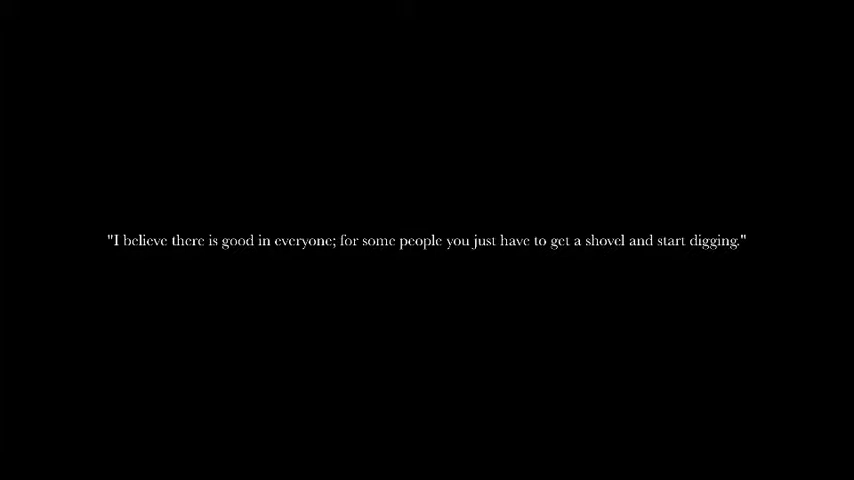 "I believe there is good in everyone; for some people you just have to get a shovel and start digging."